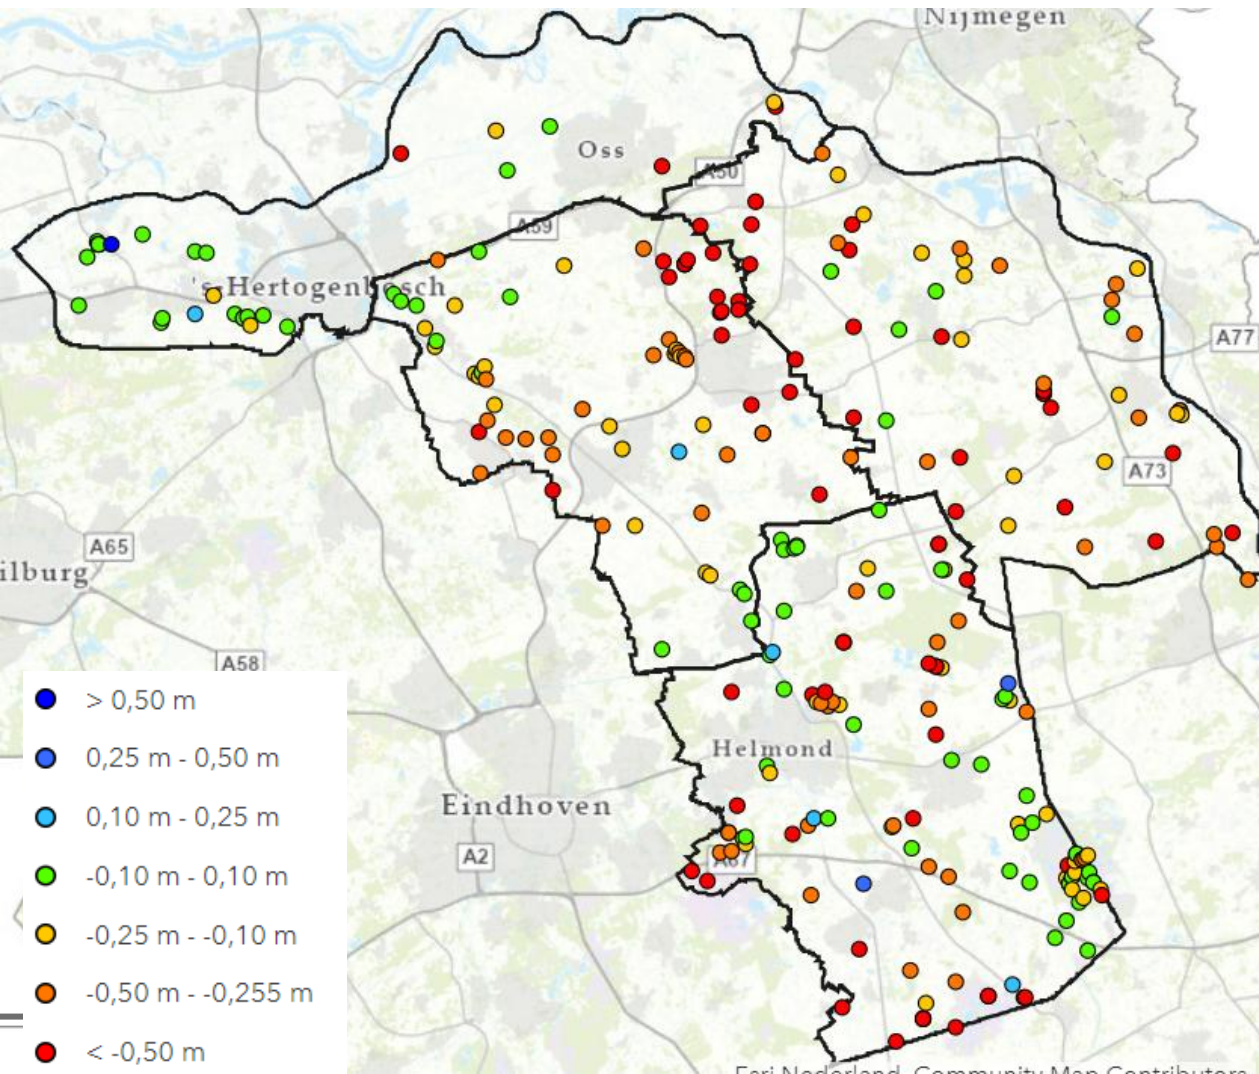 Nijmegen
Oss
A50
A59
's-Hertogenbosch
A77
A73
A65
ilburg
A58
> 0,50 m
0,25 m - 0,50 m
0,10 m - 0,25 m
-0,10 m - 0,10 m
-0,25 m - -0,10 m
-0,50 m - -0,255 m
< -0,50 m
Helmond
Eindhoven
A2
A67
Esri Nederland, Community Map Contributors